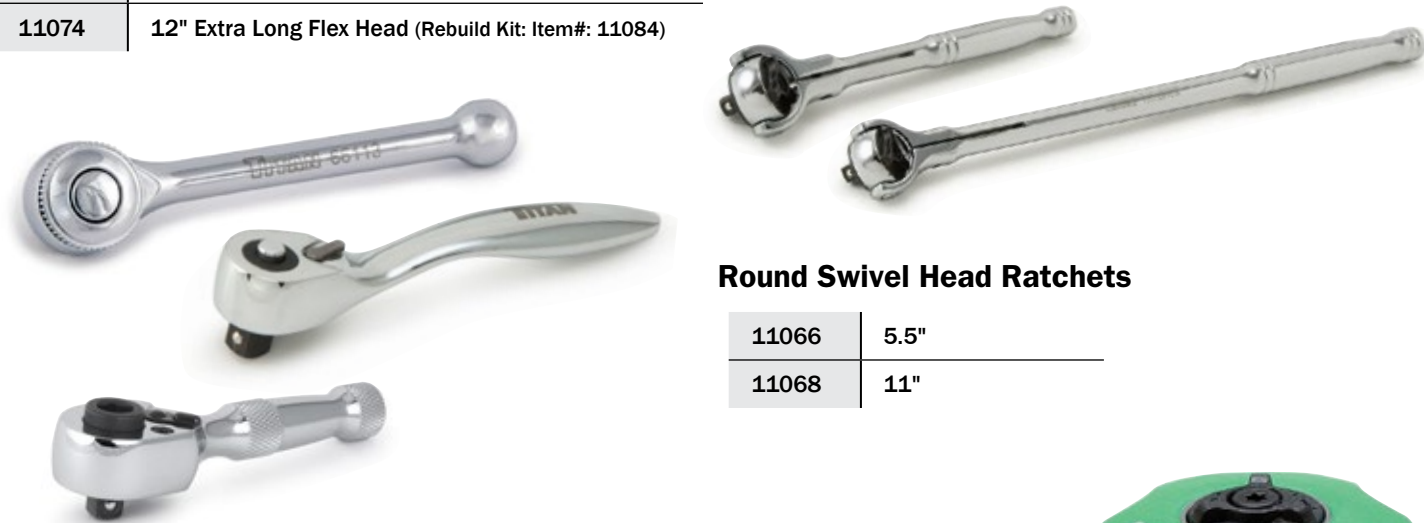 11074 12" Extra Long Flex Head (Rebuild Kit: Item#: 11084)
TITAN
Round Swivel Head Ratchets
11066 5.5"
11068 11"